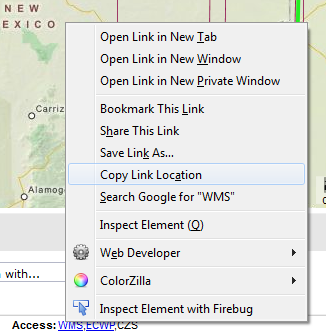 NEW
MEXICO
Open Link in New Tab
Open Link in New Window
Open Link in New Private Window
Bookmark This Link
Share This Link
Carriz
Save Link As...
Copy Link Location
Alamog
Search Google for "WMS"
Inspect Element (Q)
Web Developer
with...
ColorZilla
Inspect Element with Firebug
Access: WMS,ECWP,CZS